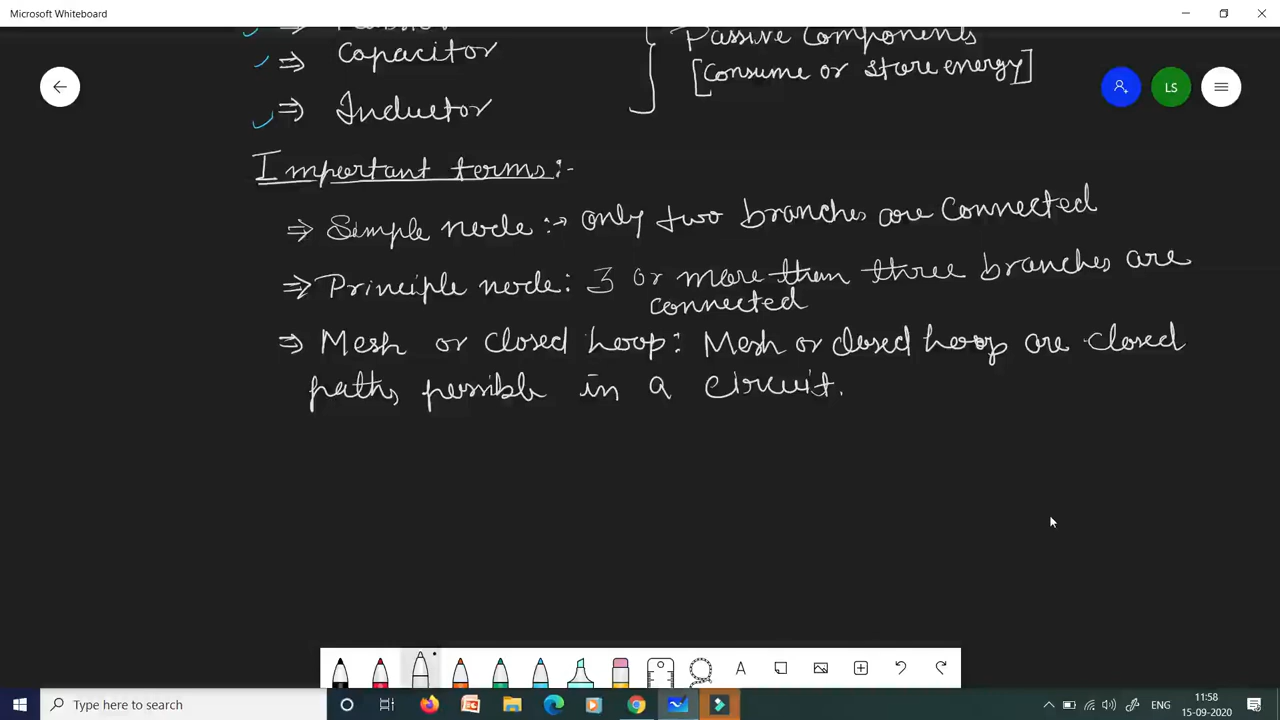 Microsoft Whiteboard
Capacitor
Passive Components
[Consume or store energy]
Inductor
LS
Important terms:-
⇒ Simple node :→ only two branches are Connected
⇒ Principle node: 3 or more than three branches are
connected
⇒ Mesh or closed loop: Mesh or closed loop are closed
paths possible in a circuit.
A
Type here to search
ENG
11:58
15-09-2020